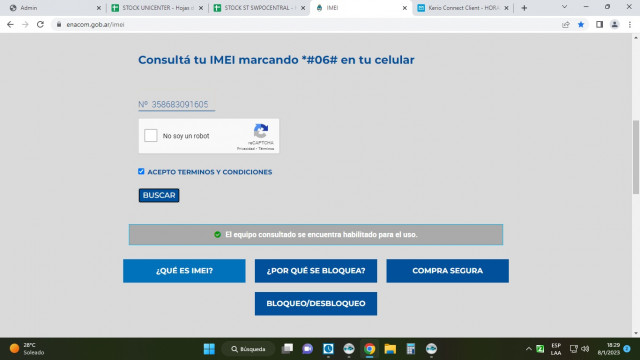 Admin
STOCK UNICENTER - Hojas d
STOCK ST SWPOCENTRAL -
IMEI
Kerio Connect Client - HOR
enacom.gob.ar/imei
Consultá tu IMEI marcando *#06# en tu celular
Nº 358683091605
No soy un robot
reCAPTCHA
Privacidad - Términos
ACEPTO TERMINOS Y CONDICIONES
BUSCAR
El equipo consultado se encuentra habilitado para el uso.
¿QUÉ ES IMEI?
¿POR QUÉ SE BLOQUEA?
COMPRA SEGURA
BLOQUEO/DESBLOQUEO
28°C
Soleado
Búsqueda
ESP
LAA
18:29
8/1/2023